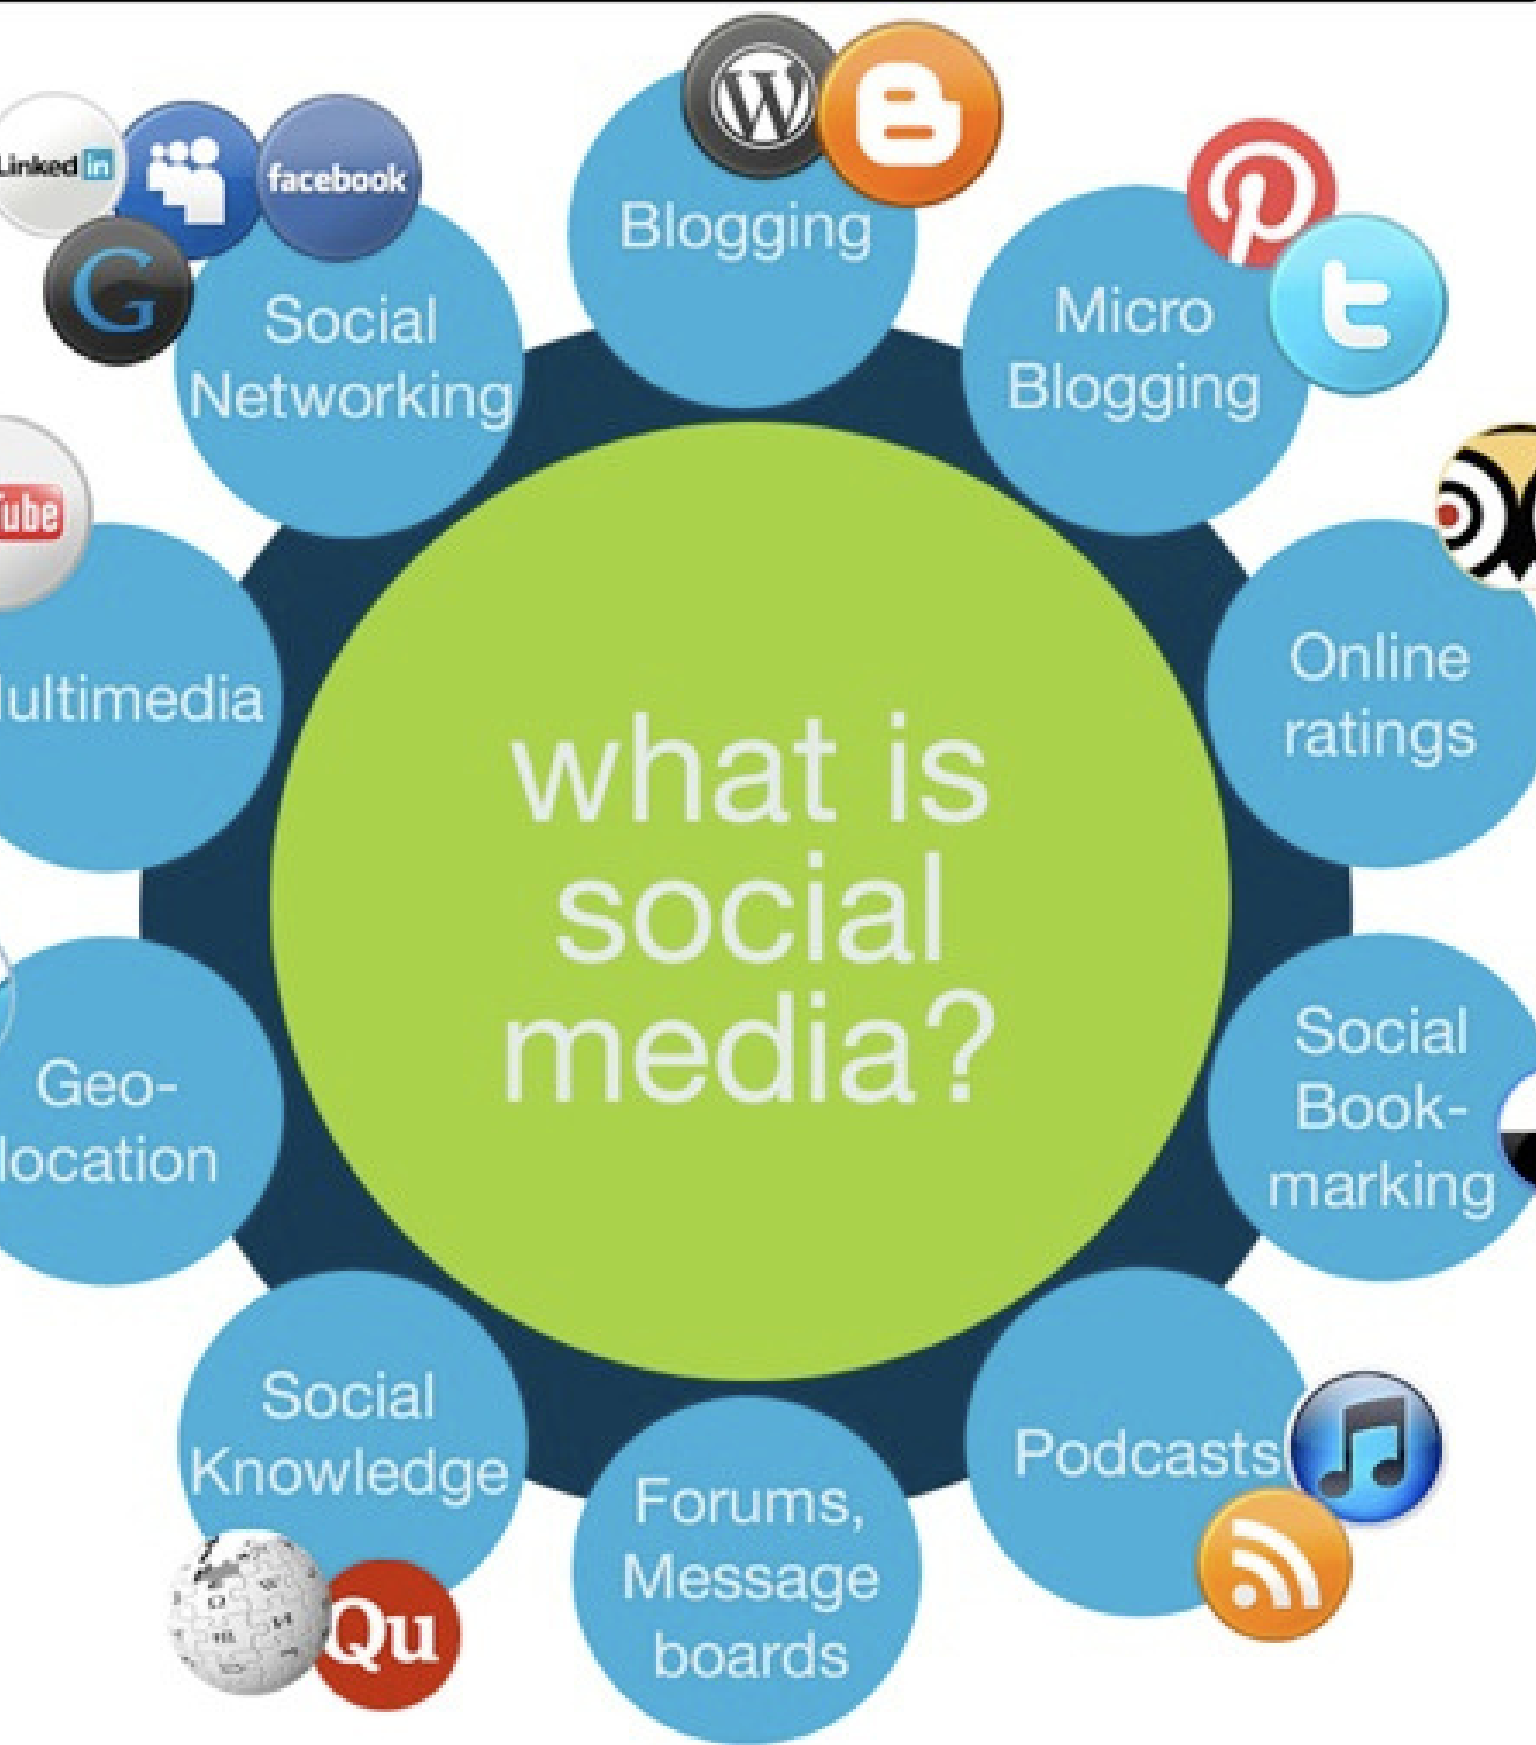 what is
social
media?
Blogging
Micro
Blogging
Online
ratings
Social
Book-
marking
Podcasts
Forums,
Message
boards
Social
Knowledge
Qu
Geo-
location
ultimedia
Tube
Social
Networking
Linked in
facebook
G
W
t